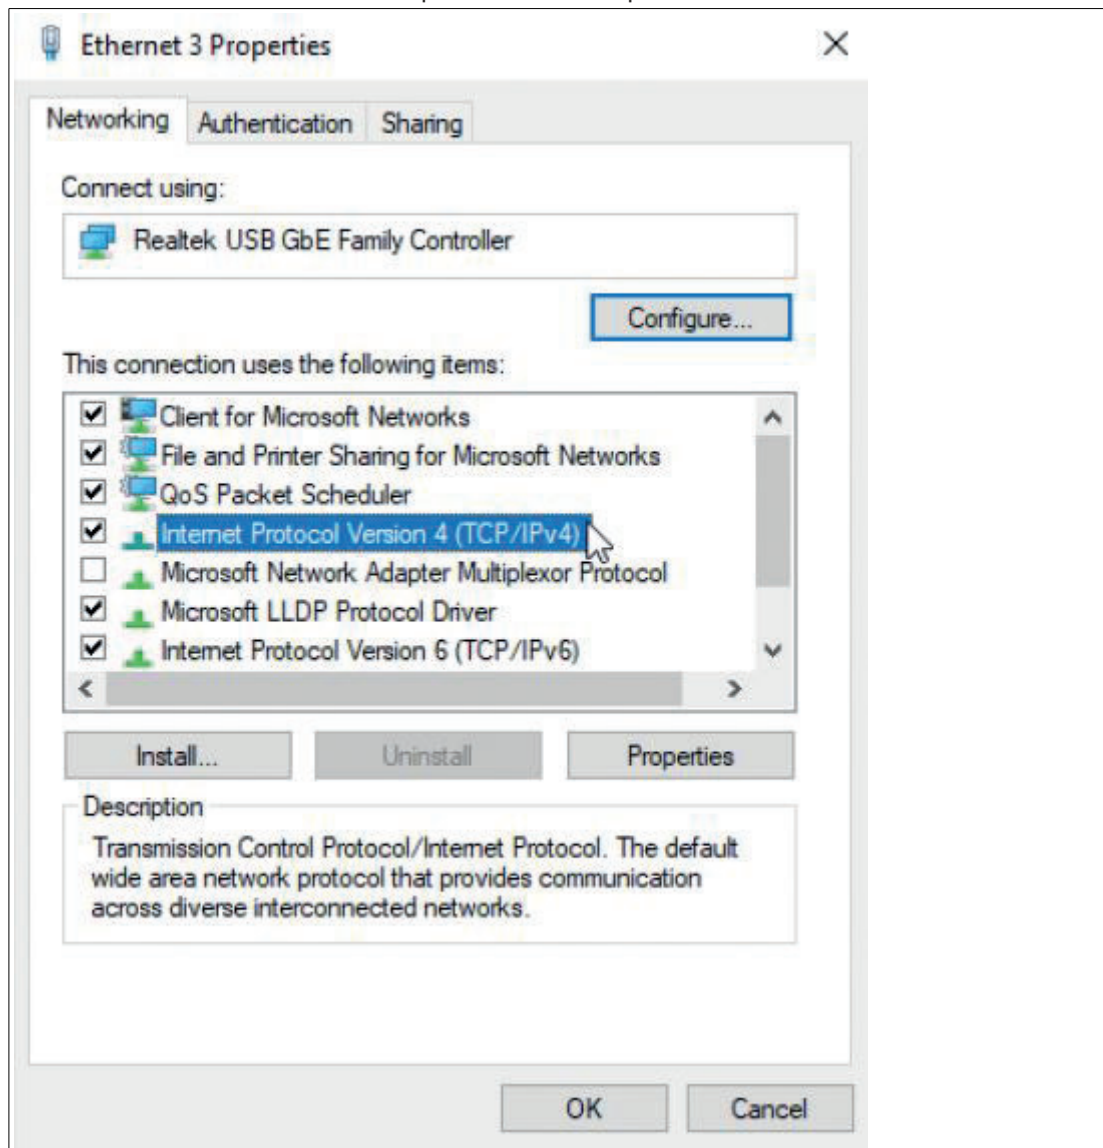 Ethernet 3 Properties
Networking
Authentication
Sharing
Connect using:
Realtek USB GbE Family Controller
Configure...
This connection uses the following items:
Client for Microsoft Networks
File and Printer Sharing for Microsoft Networks
QoS Packet Scheduler
Internet Protocol Version 4 (TCP/IPv4)
Microsoft Network Adapter Multiplexor Protocol
Microsoft LLDP Protocol Driver
Internet Protocol Version 6 (TCP/IPv6)
Install...
Uninstall
Properties
Description
Transmission Control Protocol/Internet Protocol. The default
wide area network protocol that provides communication
across diverse interconnected networks.
OK
Cancel